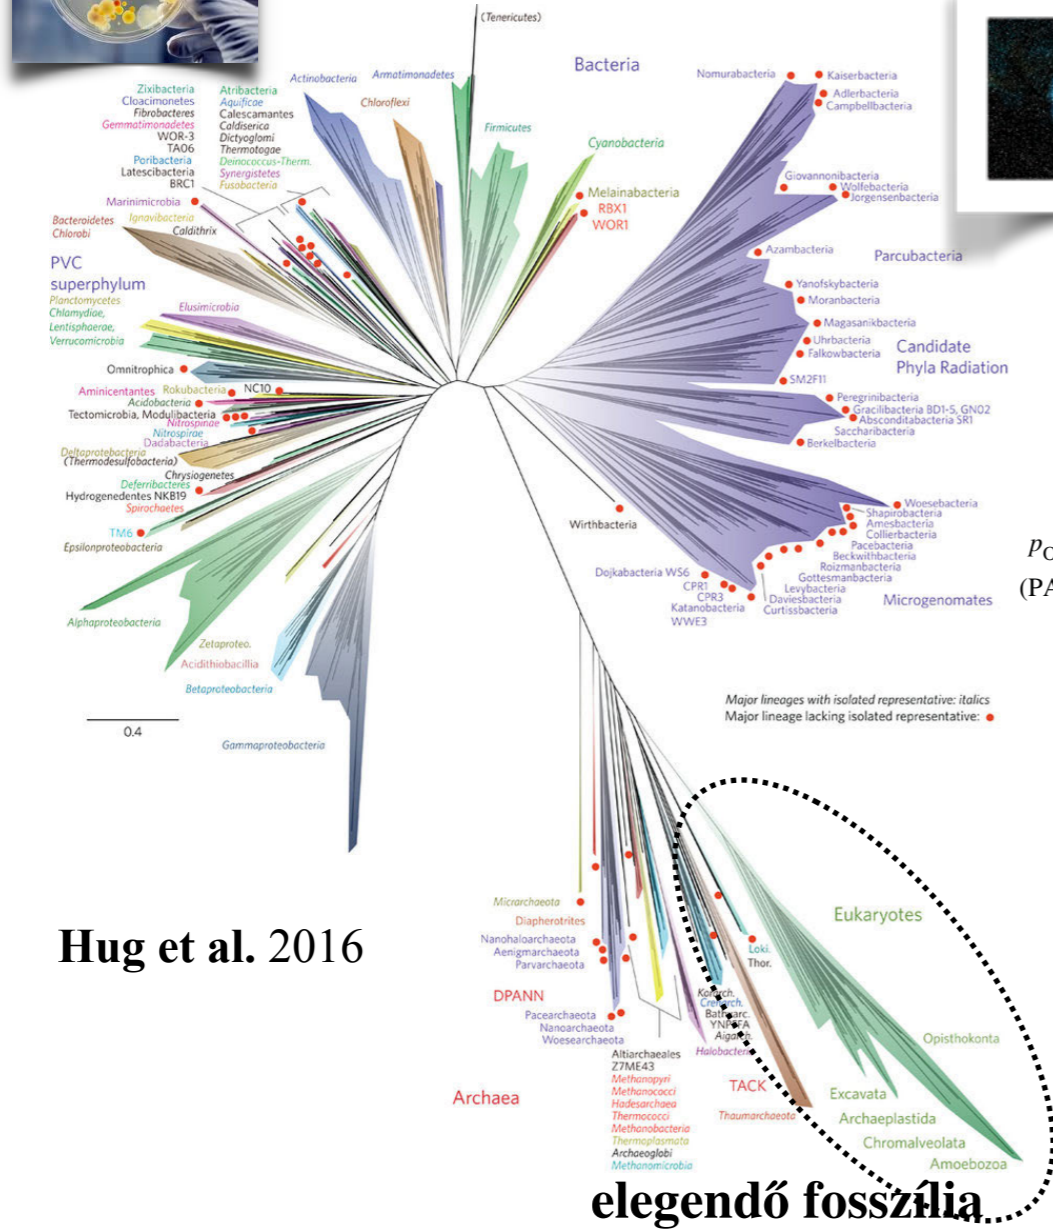 (Tenericutes)
Bacteria
Actinobacteria
Armatimonadetes
Chloroflexi
Firmicutes
Cyanobacteria
Melainabacteria
RBX1
WOR1
Zixibacteria
Cloacimonetes
Fibrobacteres
Gemmatimonadetes
WOR-3
TA06
Poribacteria
Latescibacteria
BRC1
Atribacteria
Aquificae
Calescamantes
Caldiserica
Dictyoglomi
Thermotogae
Deinococcus-Therm.
Synergistetes
Fusobacteria
Marinimicrobia
Bacteroidetes
Chlorobi
Ignavibacteria
Caldithrix
PVC
superphylum
Planctomycetes
Chlamydiae,
Lentisphaerae,
Verrucomicrobia
Elusimicrobia
Omnitrophica
Aminicentantes
Rokubacteria
NC10
Acidobacteria
Tectomicrobia, Modulibacteria
Nitrospinae
Nitrospirae
Dadabacteria
Deltaprotebacteria
(Thermodesulfobacteria)
Chrysiogenetes
Deferribacteres
Hydrogenedentes NKB19
Spirochaetes
TM6
Epsilonproteobacteria
Alphaproteobacteria
Zetaproteo.
Acidithiobacillia
Betaproteobacteria
Gammaproteobacteria
0.4
Nomurabacteria
Kaiserbacteria
Adlerbacteria
Campbellbacteria
Giovannonibacteria
Wolfebacteria
Jorgensenbacteria
Azambacteria
Parcubacteria
Yanofskybacteria
Moranbacteria
Magasanikbacteria
Uhrbacteria
Falkowbacteria
Candidate
Phyla Radiation
SM2F11
Peregrinibacteria
Gracilibacteria BD1-5, GN02
Absconditabacteria SR1
Saccharibacteria
Berkelbacteria
Wirthbacteria
Woesebacteria
Shapirobacteria
Amesbacteria
Collierbacteria
Pacebacteria
Beckwithbacteria
Roizmanbacteria
Gottesmanbacteria
Levybacteria
Daviesbacteria
Curtissbacteria
Microgenomates
Dojkabacteria WS6
CPR1
CPR3
Katanobacteria
WWE3
(PA
Major lineages with isolated representative: italics
Major lineage lacking isolated representative:
Hug et al. 2016
Micrarchaeota
Diapherotrites
Nanohaloarchaeota
Aenigmarchaeota
Parvarchaeota
DPANN
Pacearchaeota
Nanoarchaeota
Woesearchaeota
Archaea
Altiarchaeales
Z7ME43
Methanopyri
Methanococci
Hadesarchaea
Thermococci
Methanobacteria
Thermoplasmata
Archaeoglobi
Methanomicrobia
Halobacteria
Korarch.
Crenarch.
Bathyarc.
YNPFFA
Aigarch.
TACK
Thaumarchaeota
Loki.
Thor.
Eukaryotes
Opisthokonta
Excavata
Archaeplastida
Chromalveolata
Amoebozoa
elegendő fosszília